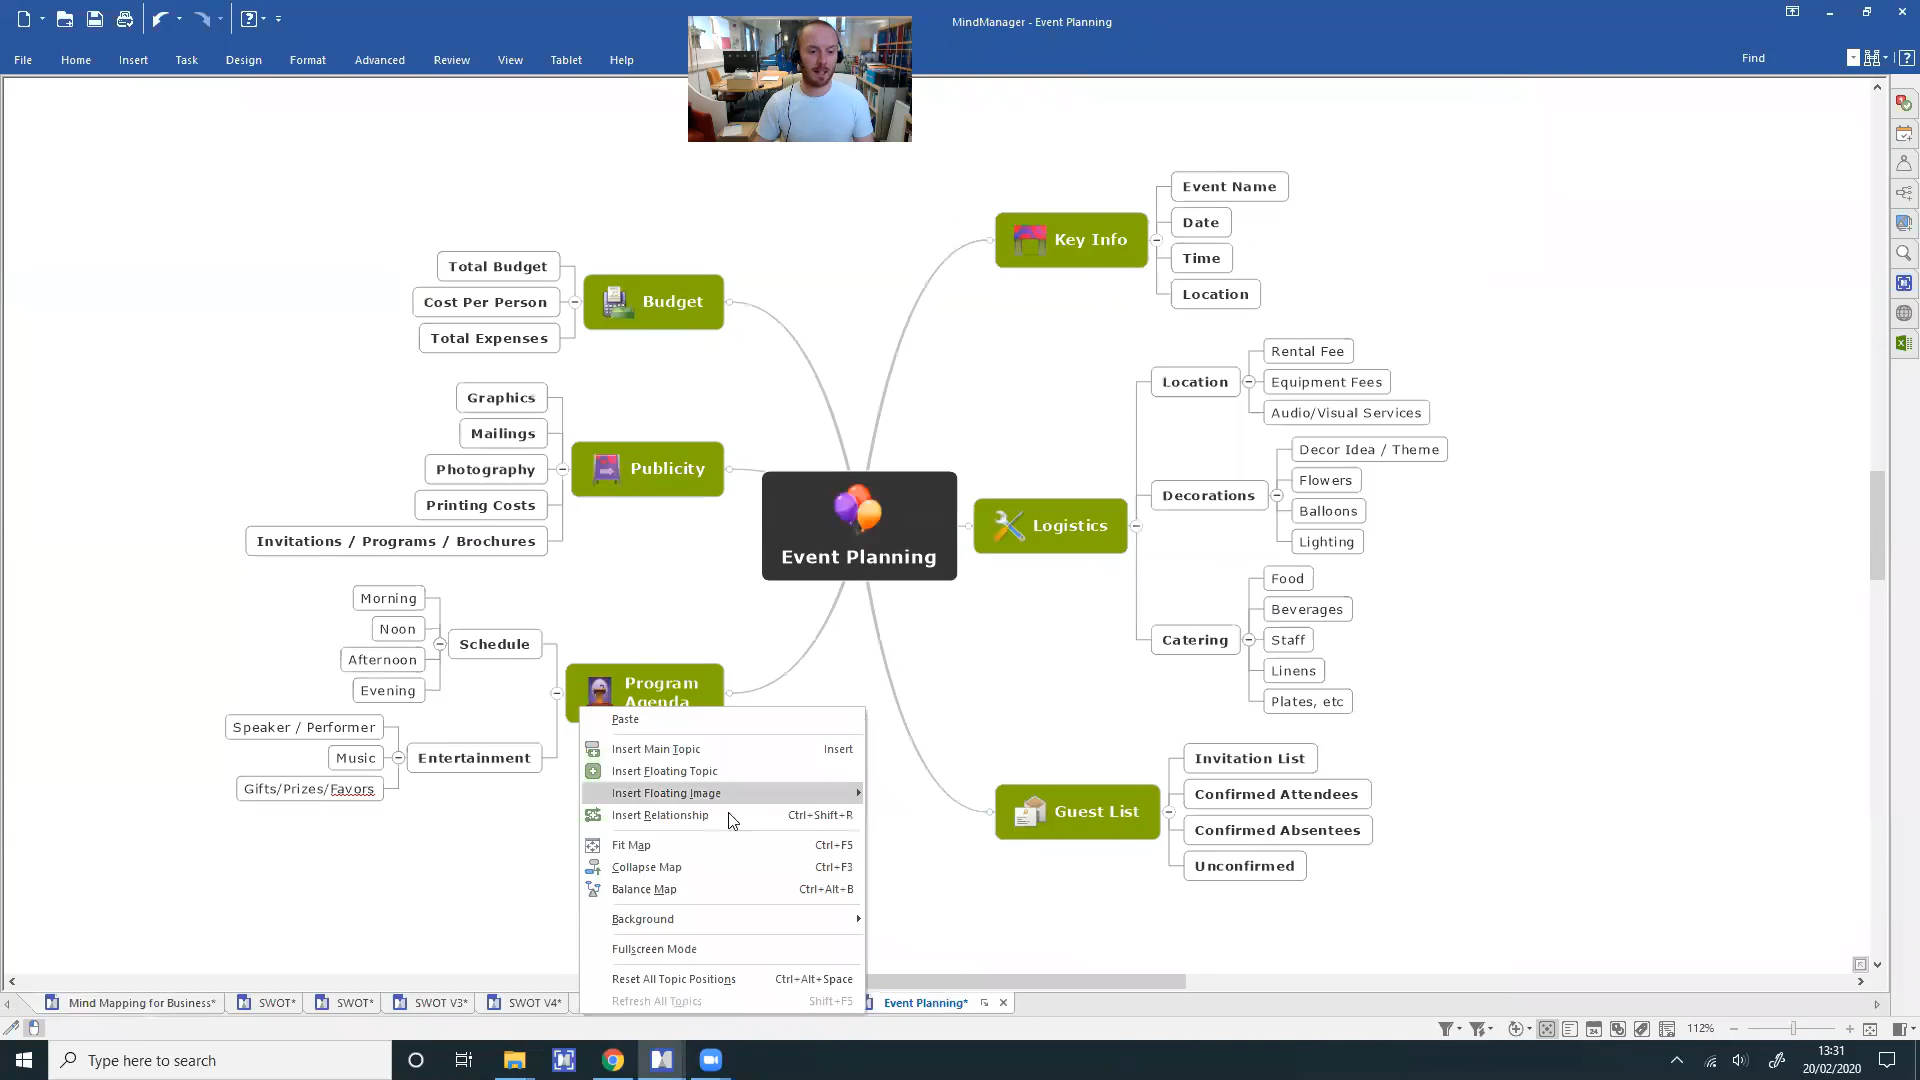 MindManager - Event Planning
File
Home
Insert
Task
Design
Format
Advanced
Review
View
Tablet
Help
Find
Total Budget
Cost Per Person
Total Expenses
Budget
Graphics
Mailings
Photography
Printing Costs
Invitations / Programs / Brochures
Publicity
Morning
Noon
Afternoon
Evening
Schedule
Speaker / Performer
Music
Gifts/Prizes/Favors
Entertainment
Program
Agenda
Event Planning
Key Info
Event Name
Date
Time
Location
Logistics
Location
Rental Fee
Equipment Fees
Audio/Visual Services
Decorations
Decor Idea / Theme
Flowers
Balloons
Lighting
Catering
Food
Beverages
Staff
Linens
Plates, etc
Guest List
Invitation List
Confirmed Attendees
Confirmed Absentees
Unconfirmed
Paste
Insert Main Topic Insert
Insert Floating Topic
Insert Floating Image
Insert Relationship Ctrl+Shift+R
Fit Map Ctrl+F5
Collapse Map Ctrl+F3
Balance Map Ctrl+Alt+B
Background
Fullscreen Mode
Reset All Topic Positions Ctrl+Alt+Space
Refresh All Topics Shift+F5
Mind Mapping for Business*
SWOT*
SWOT*
SWOT V3*
SWOT V4*
Event Planning*
112%
Type here to search
13:31
20/02/2020